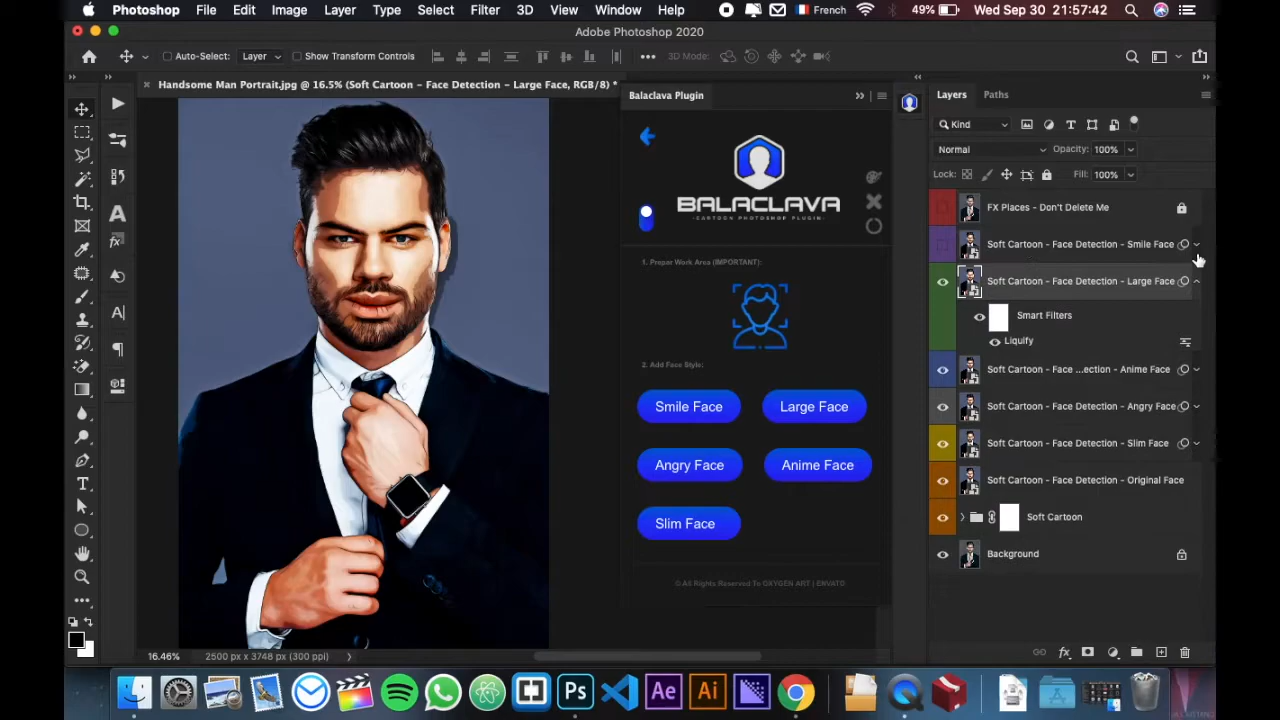 Photoshop File Edit Image Layer Type Select Filter 3D View Window Help French 49% Wed Sep 30 21:57:42
Adobe Photoshop 2020
Auto-Select: Layer Show Transform Controls 3D Mode:
Handsome Man Portrait.jpg @ 16.5% (Soft Cartoon - Face Detection - Large Face, RGB/8) *
Balaclava Plugin
BALACLAVA
-CARTOON PHOTOSHOP PLUGIN-
1. Prepar Work Area (IMPORTANT):
2. Add Face Style:
Smile Face Large Face
Angry Face Anime Face
Slim Face
© All Rights Reserved To OXYGEN ART | ENVATO
Layers Paths
Kind
Normal Opacity: 100%
Lock: Fill: 100%
FX Places - Don't Delete Me
Soft Cartoon - Face Detection - Smile Face
Soft Cartoon - Face Detection - Large Face
Smart Filters
Liquify
Soft Cartoon - Face ...ection - Anime Face
Soft Cartoon - Face Detection - Angry Face
Soft Cartoon - Face Detection - Slim Face
Soft Cartoon - Face Detection - Original Face
Soft Cartoon
Background
16.46% 2500 px x 3748 px (300 ppi)
Ps Ae Ai